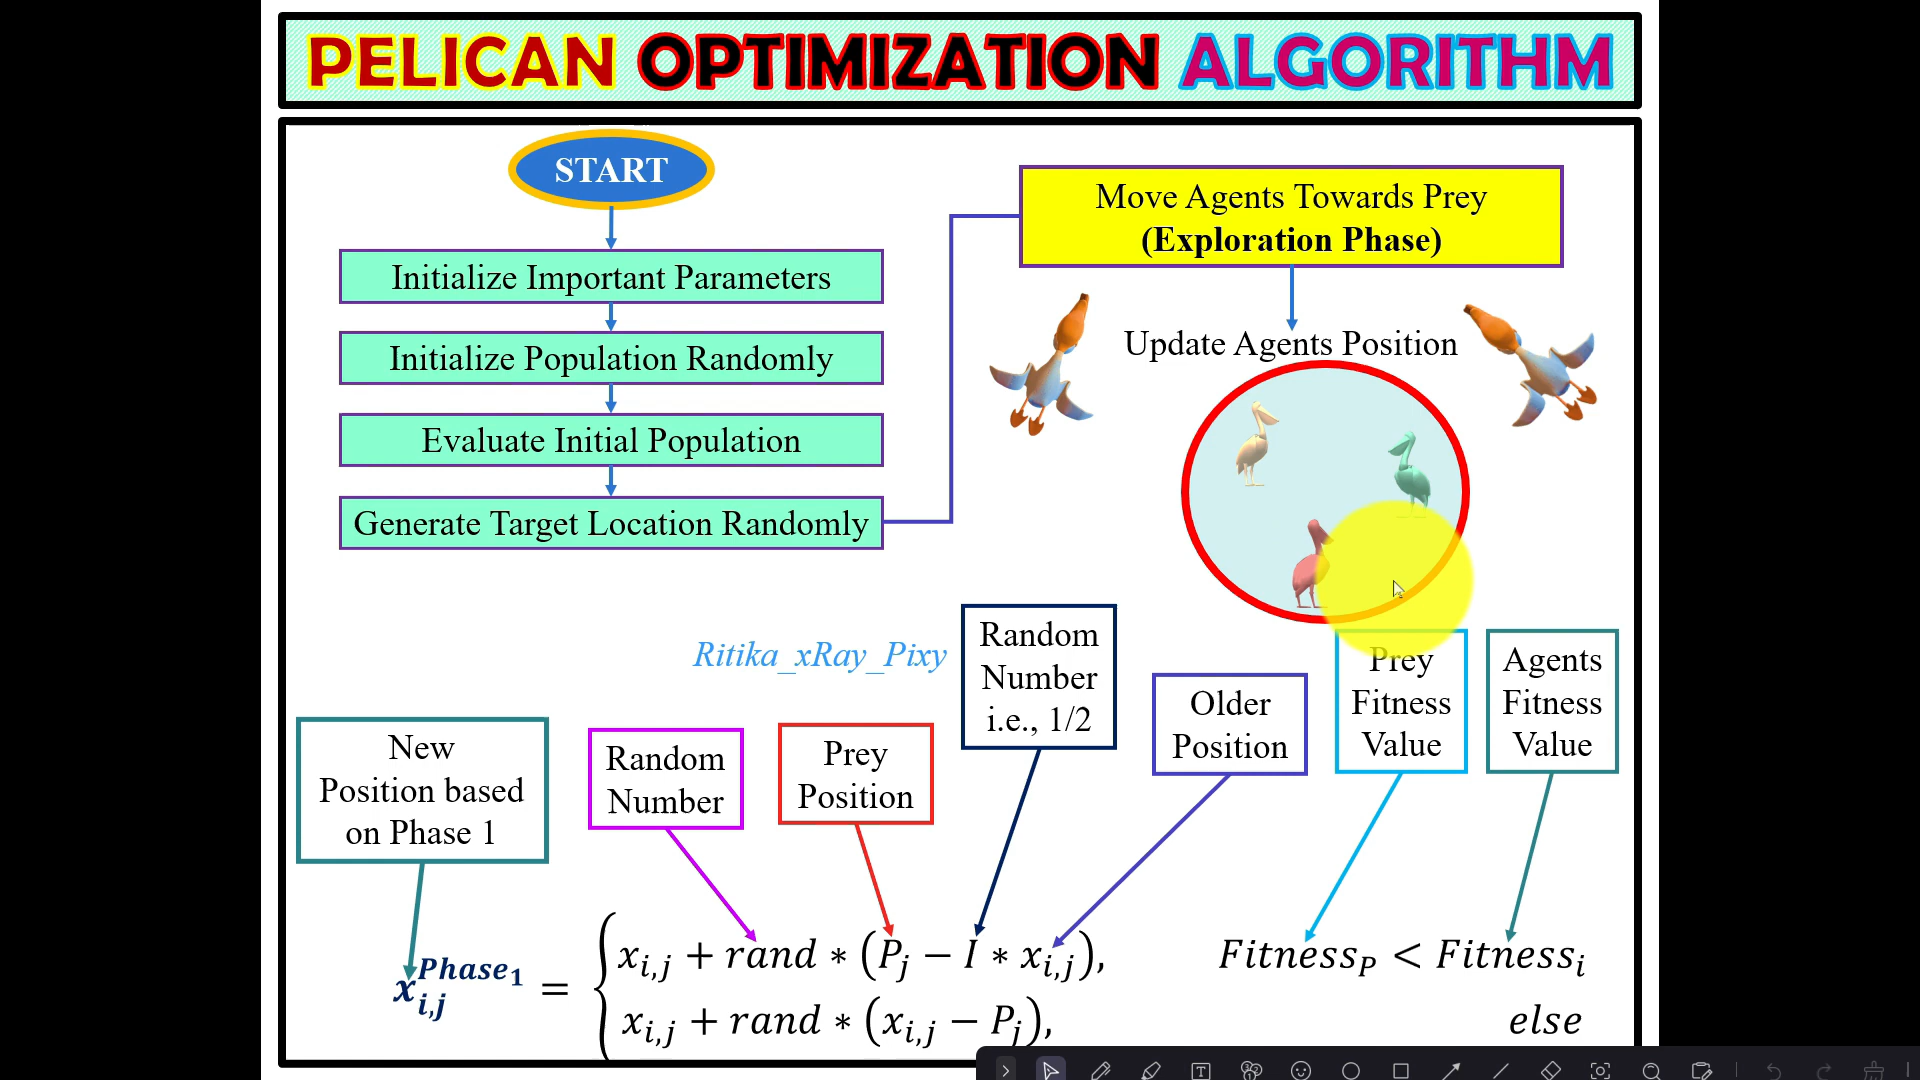 PELICAN OPTIMIZATION ALGORITHM
START
Initialize Important Parameters
Initialize Population Randomly
Evaluate Initial Population
Generate Target Location Randomly
Move Agents Towards Prey
(Exploration Phase)
Update Agents Position
Ritika_xRay_Pixy
New
Position based
on Phase 1
Random
Number
Prey
Position
Random
Number
i.e., 1/2
Older
Position
Prey
Fitness
Value
Agents
Fitness
Value
x_{i,j}^{Phase_1} = { x_{i,j} + rand * (P_j − I * x_{i,j}), Fitness_P < Fitness_i
x_{i,j} + rand * (x_{i,j} − P_j), else